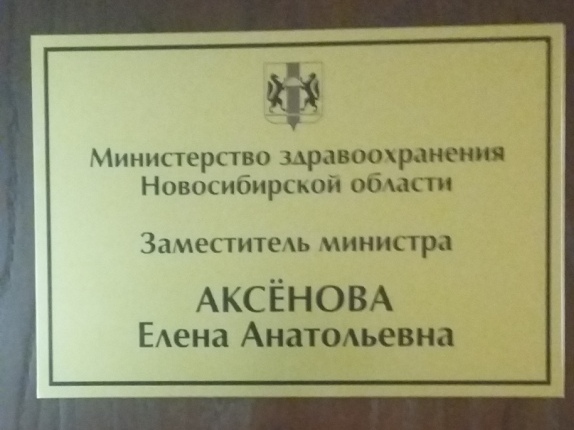 Министерство здравоохранения
Новосибирской области
Заместитель министра
АКСЁНОВА
Елена Анатольевна